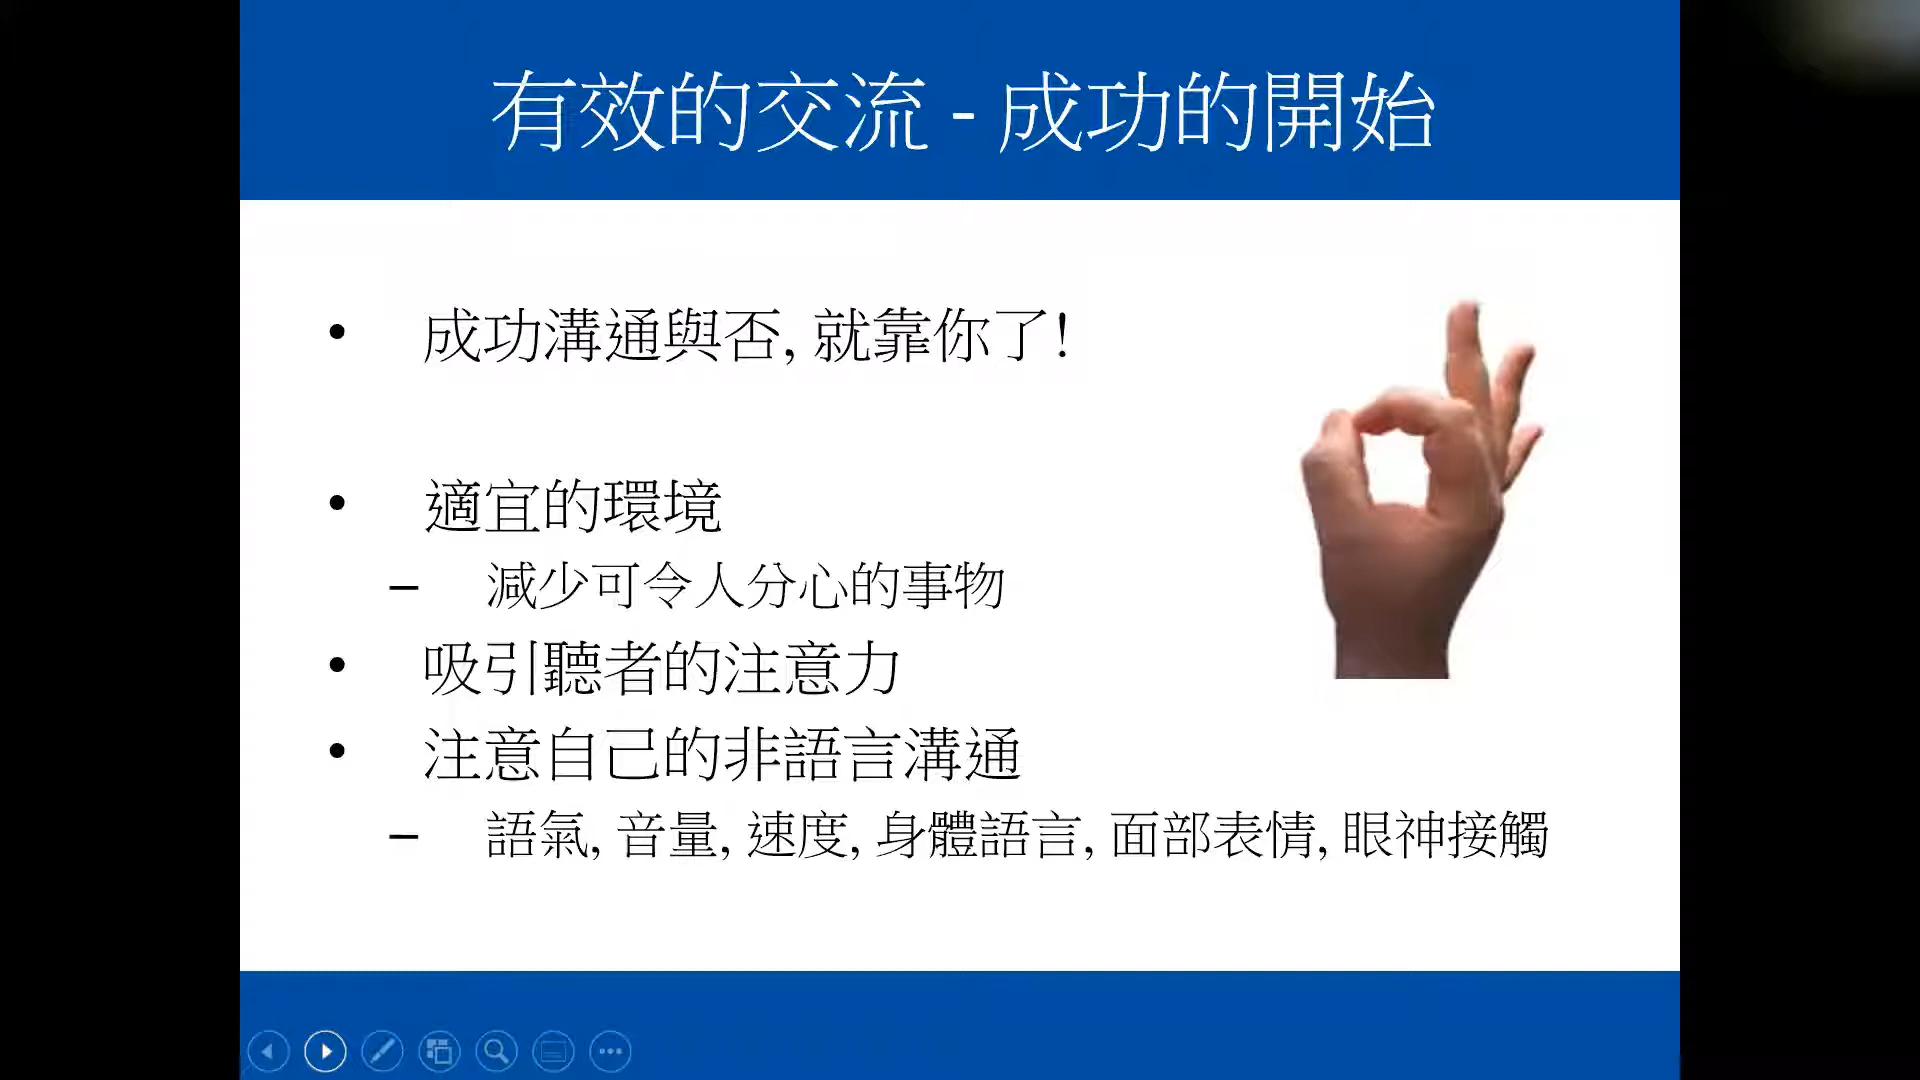 有效的交流 - 成功的開始
• 成功溝通與否, 就靠你了!
• 適宜的環境
– 減少可令人分心的事物
• 吸引聽者的注意力
• 注意自己的非語言溝通
– 語氣, 音量, 速度, 身體語言, 面部表情, 眼神接觸